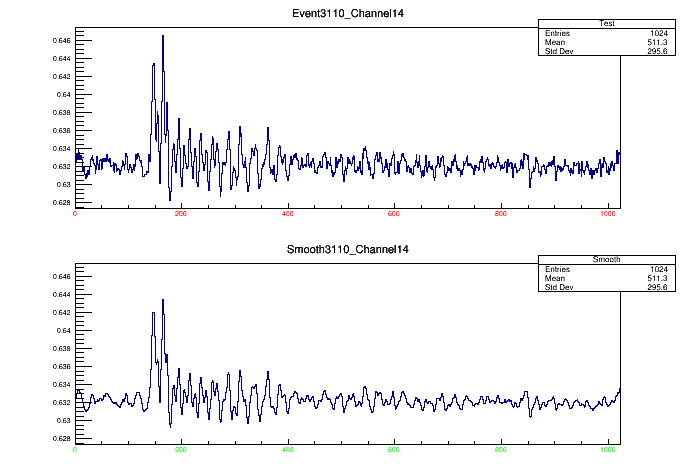 Event3110_Channel14
Test
Entries 1024
Mean 511.3
Std Dev 295.6
0.646
0.644
0.642
0.64
0.638
0.636
0.634
0.632
0.63
0.628
0 200 400 600 800 1000
Smooth3110_Channel14
Smooth
Entries 1024
Mean 511.3
Std Dev 295.6
0.646
0.644
0.642
0.64
0.638
0.636
0.634
0.632
0.63
0.628
0 200 400 600 800 1000